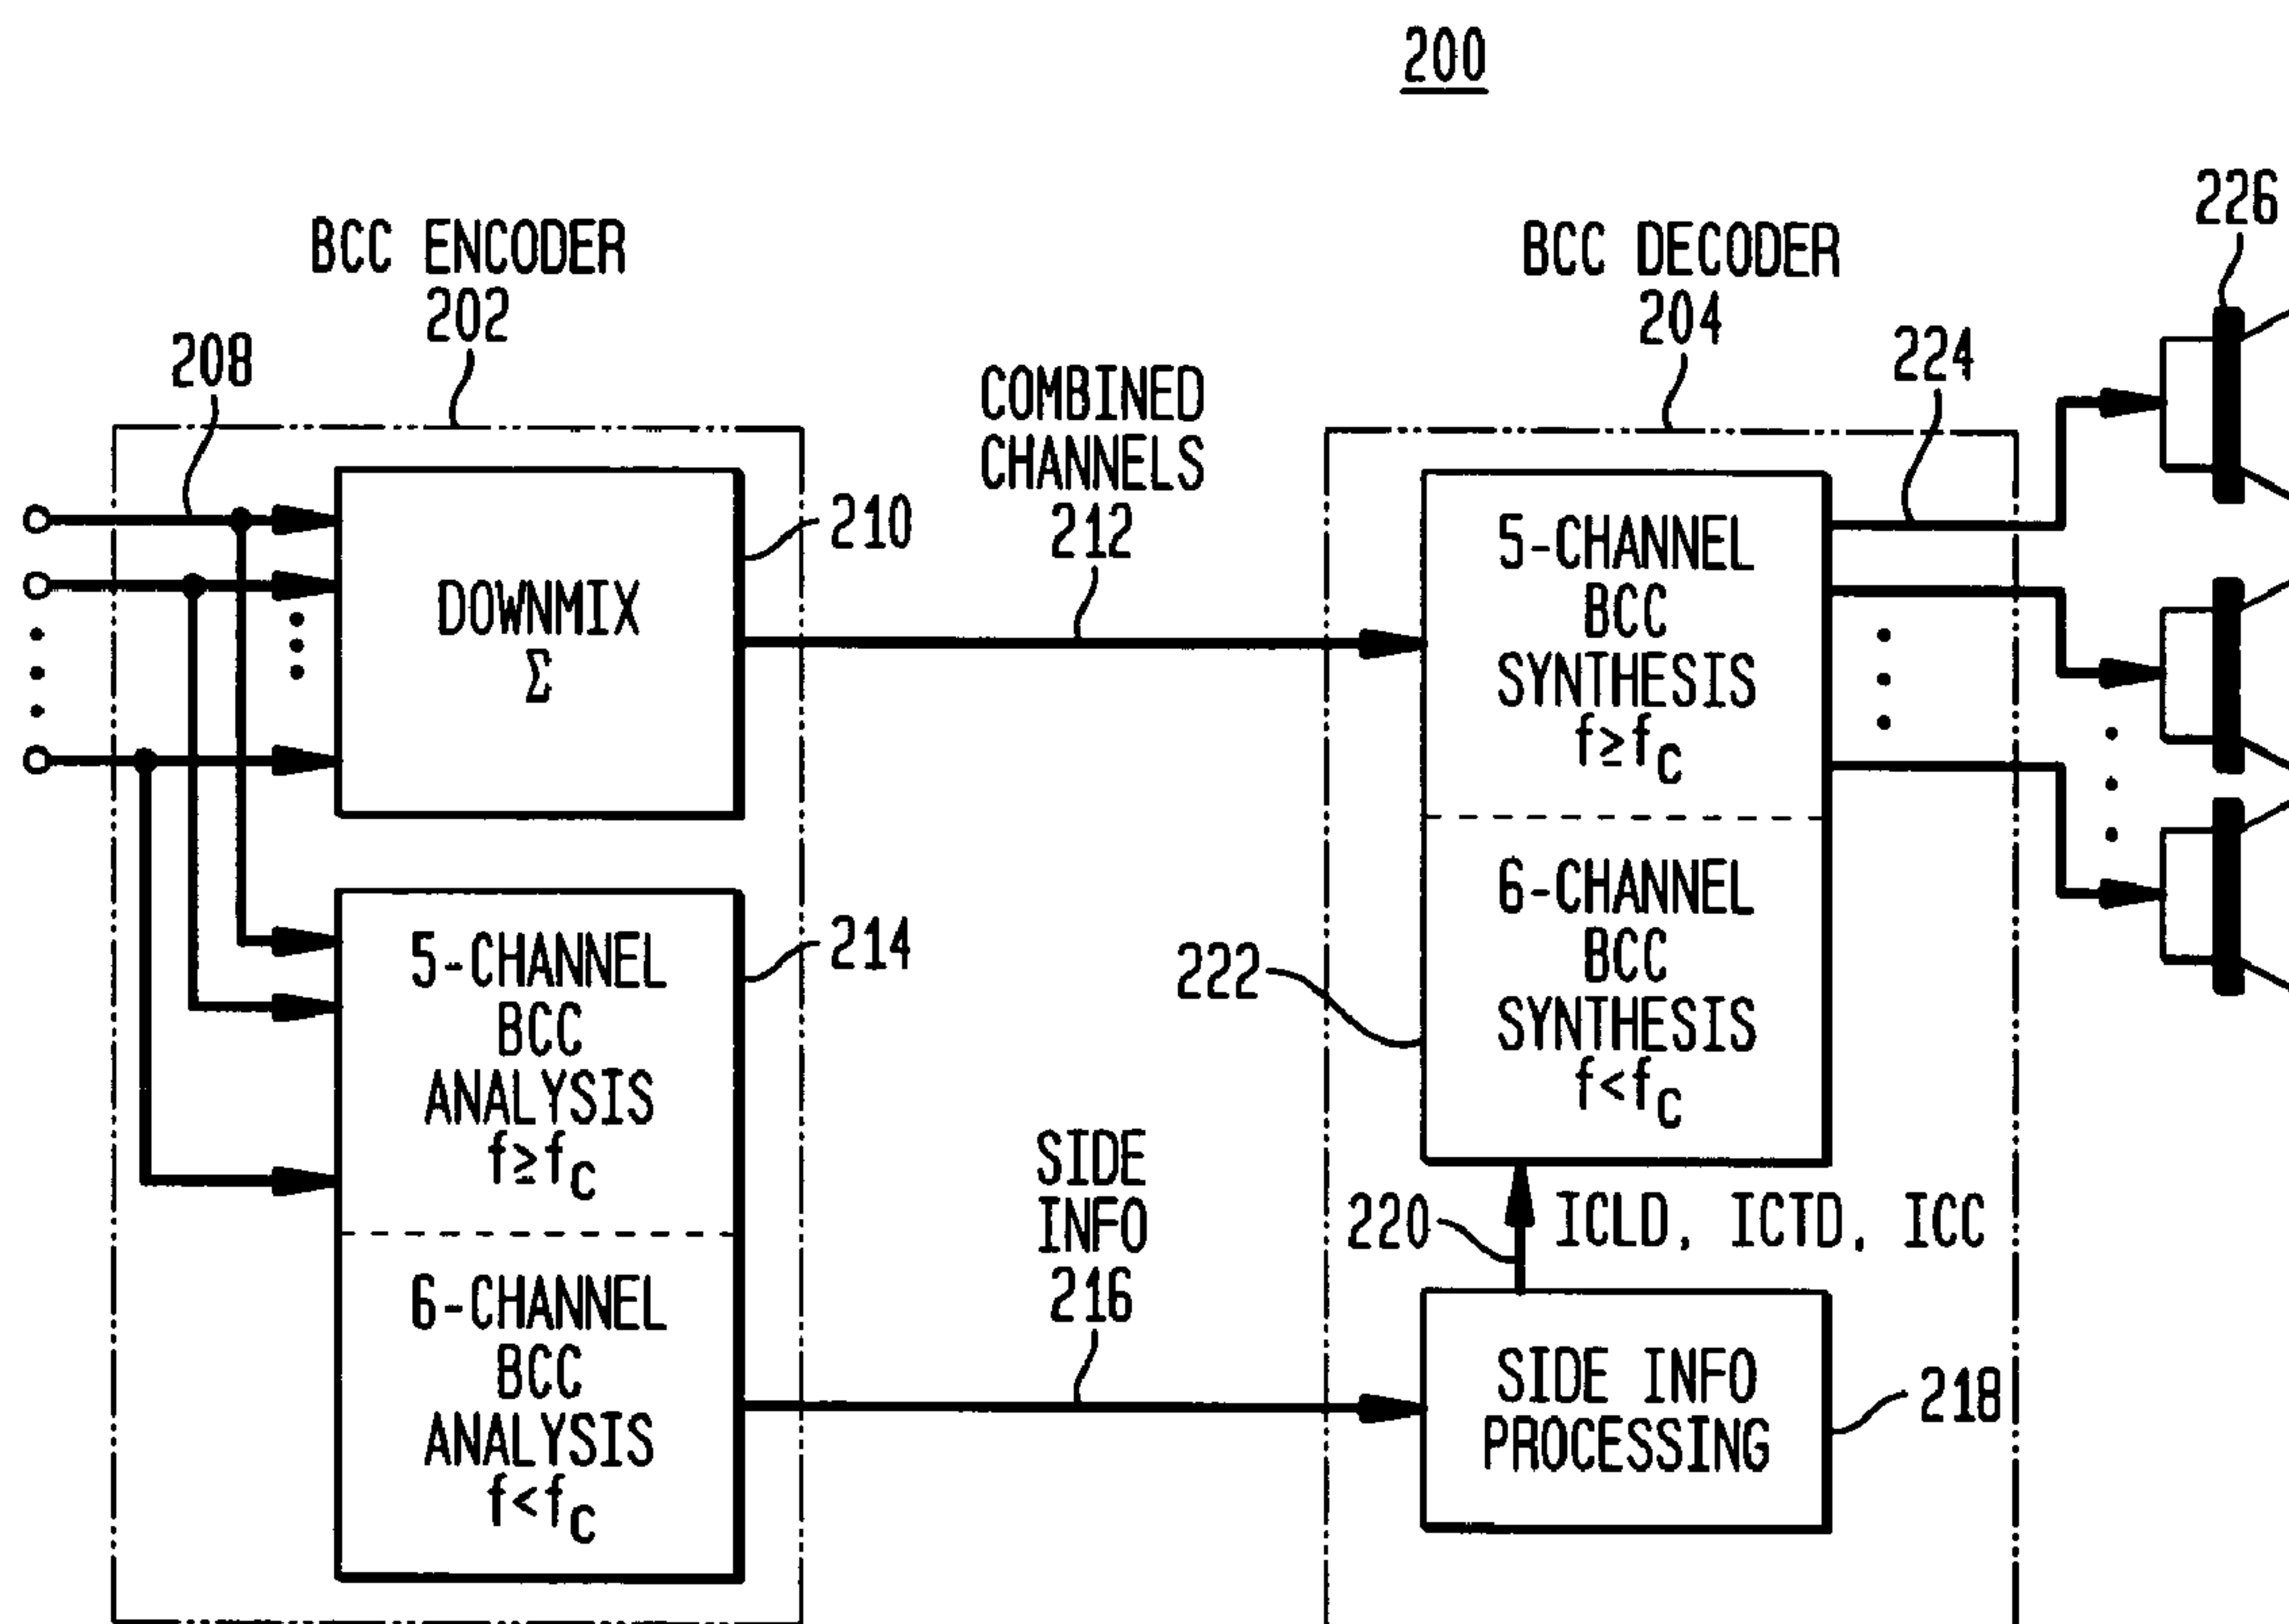 200
BCC ENCODER
202
208
DOWNMIX
Σ
210
5-CHANNEL
BCC
ANALYSIS
f≥fc
6-CHANNEL
BCC
ANALYSIS
f<fc
214
COMBINED
CHANNELS
212
SIDE
INFO
216
BCC DECODER
204
5-CHANNEL
BCC
SYNTHESIS
f≥fc
6-CHANNEL
BCC
SYNTHESIS
f<fc
222
224
226
220
ICLD, ICTD, ICC
SIDE INFO
PROCESSING
218